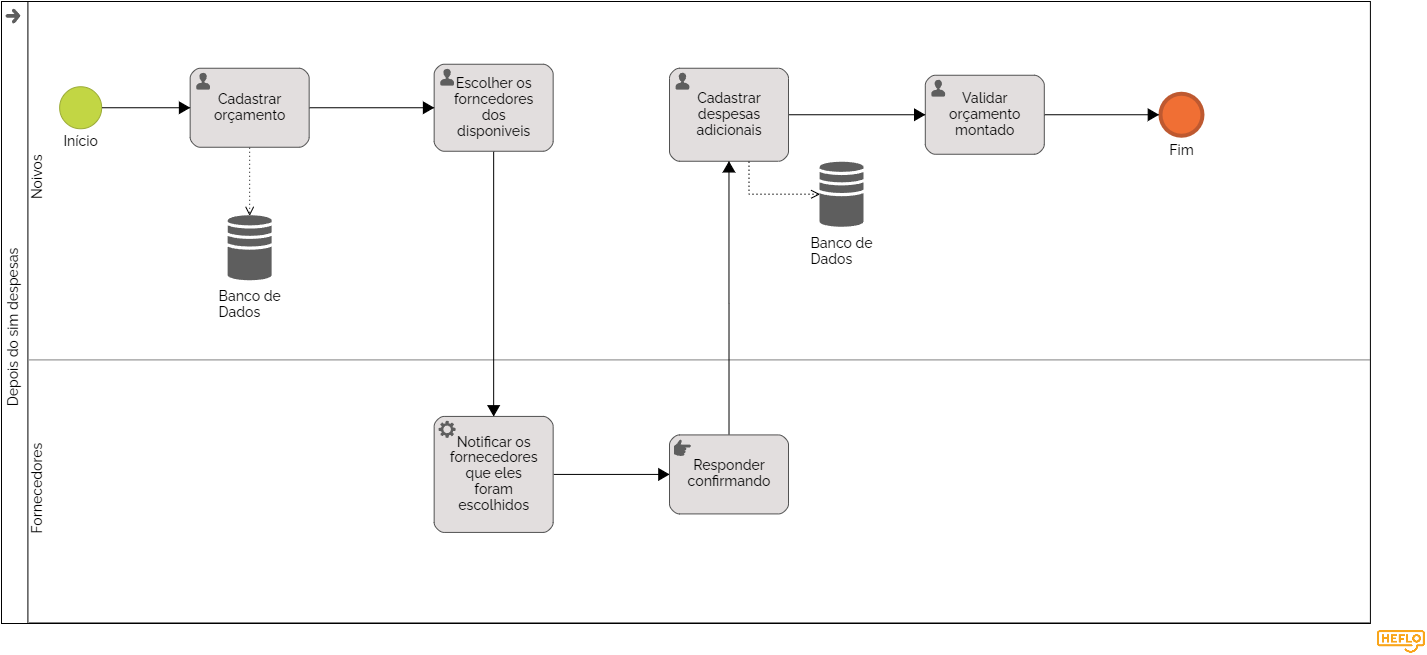 Depois do sim despesas
Noivos
Início
Cadastrar
orçamento
Banco de
Dados
Escolher os
forncedores
dos
disponiveis
Cadastrar
despesas
adicionais
Banco de
Dados
Validar
orçamento
montado
Fim
Fornecedores
Notificar os
fornecedores
que eles
foram
escolhidos
Responder
confirmando
HEFLO